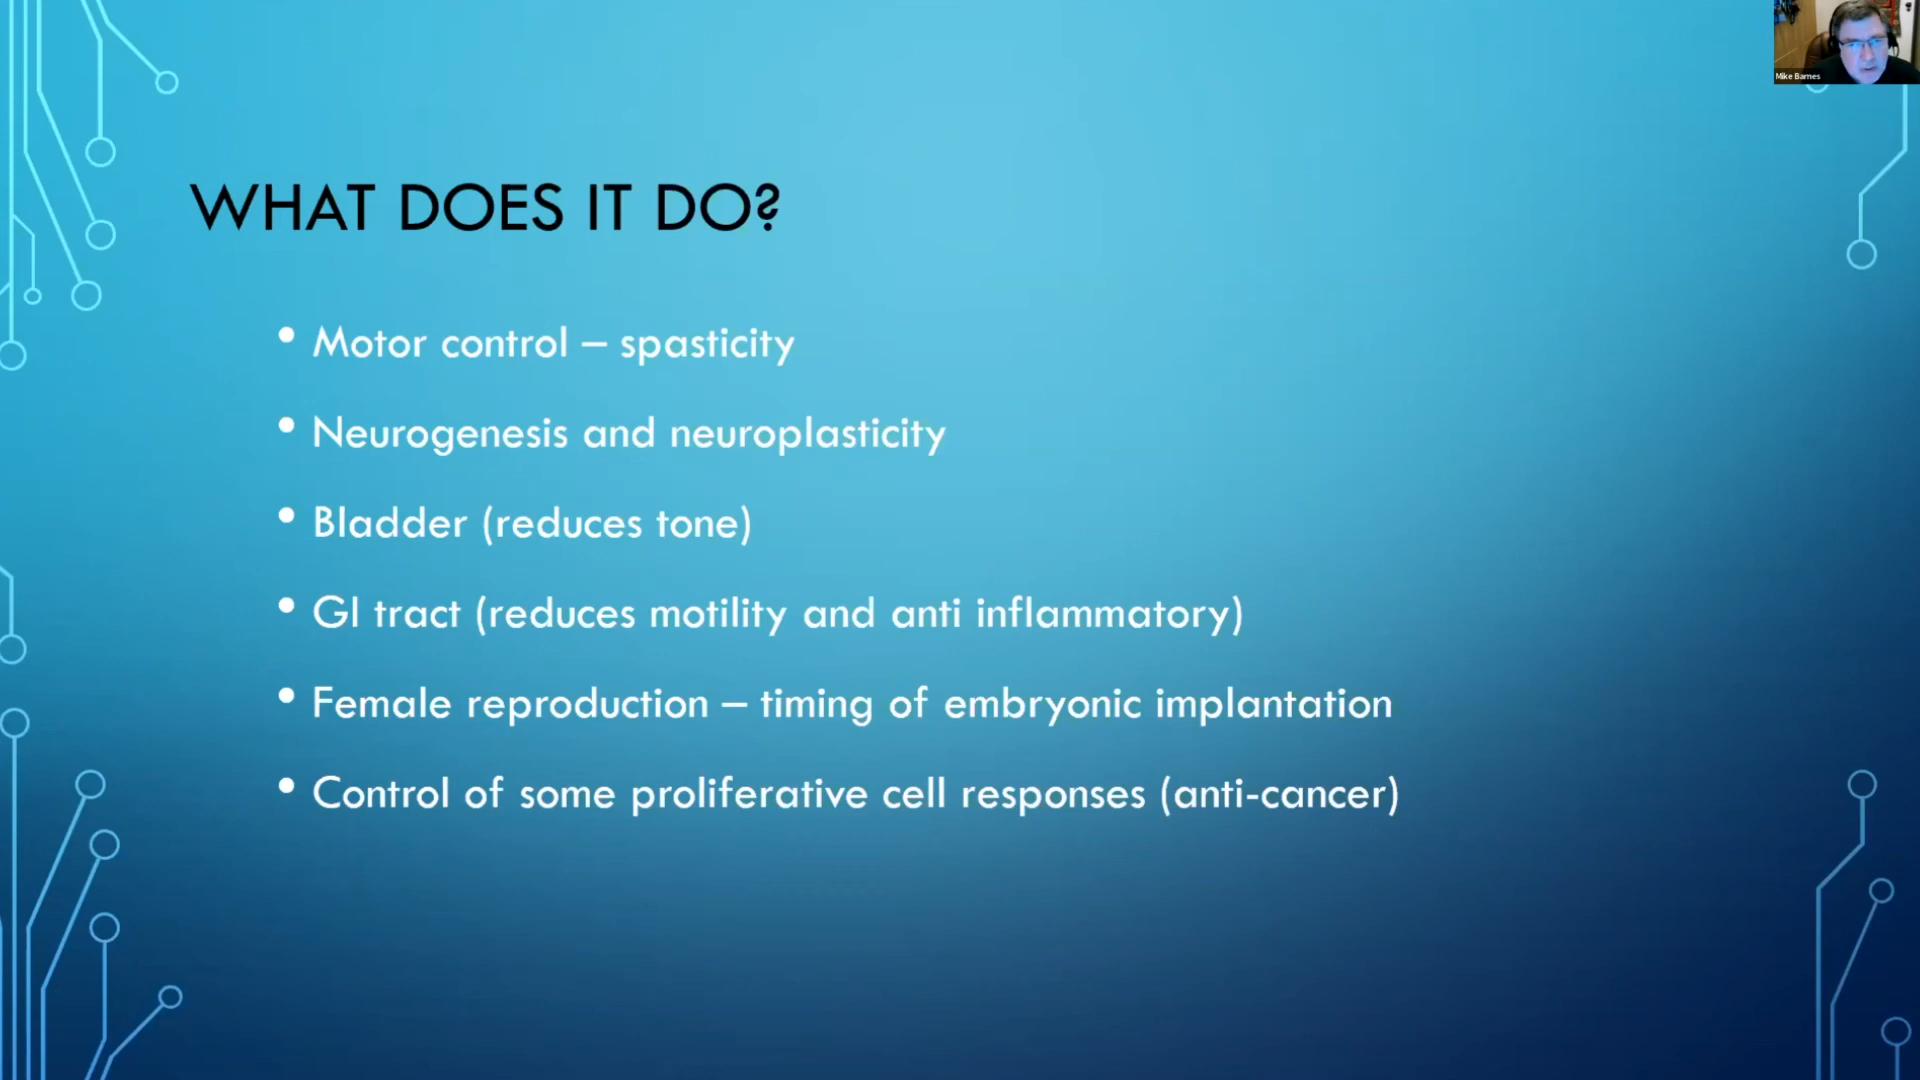 Mike Barnes
WHAT DOES IT DO?
• Motor control – spasticity
• Neurogenesis and neuroplasticity
• Bladder (reduces tone)
• GI tract (reduces motility and anti inflammatory)
• Female reproduction – timing of embryonic implantation
• Control of some proliferative cell responses (anti-cancer)